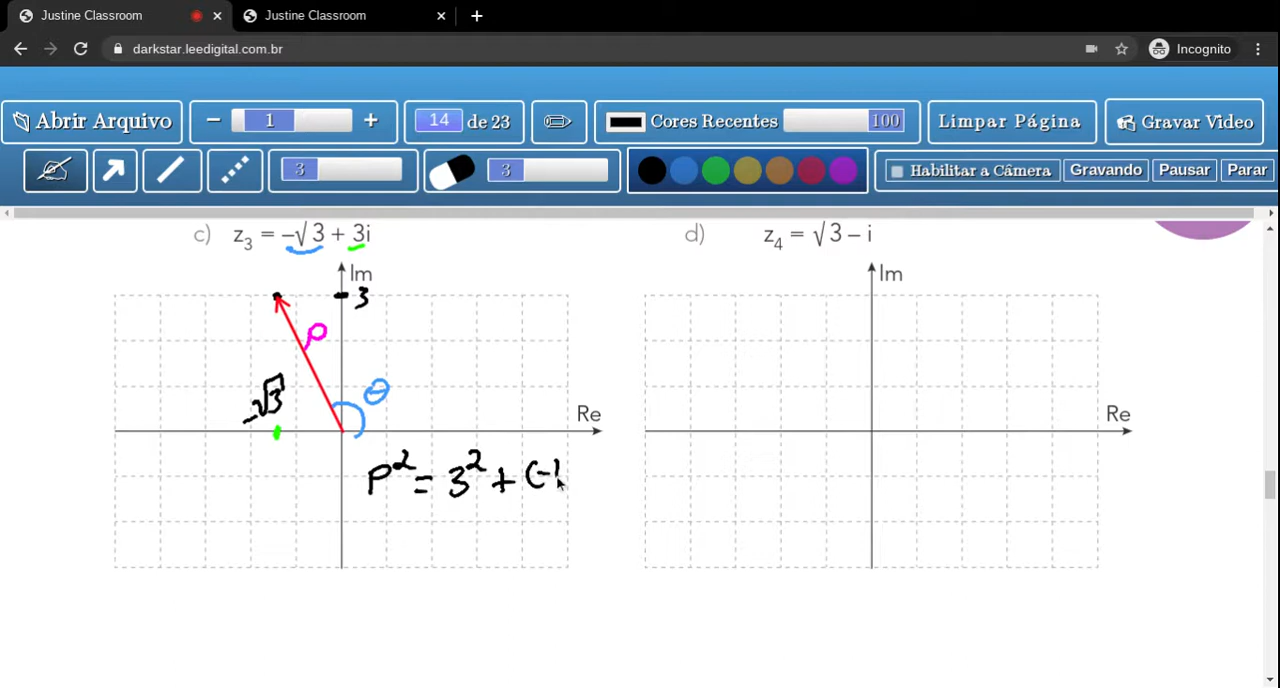 Justine Classroom
Justine Classroom
darkstar.leedigital.com.br
Incognito
Abrir Arquivo
− 1 +
14 de 23
Cores Recentes 100
Limpar Página
Gravar Video
3
3
Habilitar a Câmera
Gravando
Pausar
Parar
c) z3 = −√3 + 3i
d) z4 = √3 − i
Im
3
ρ
θ
-√3
Re
P² = 3² + (-
Im
Re